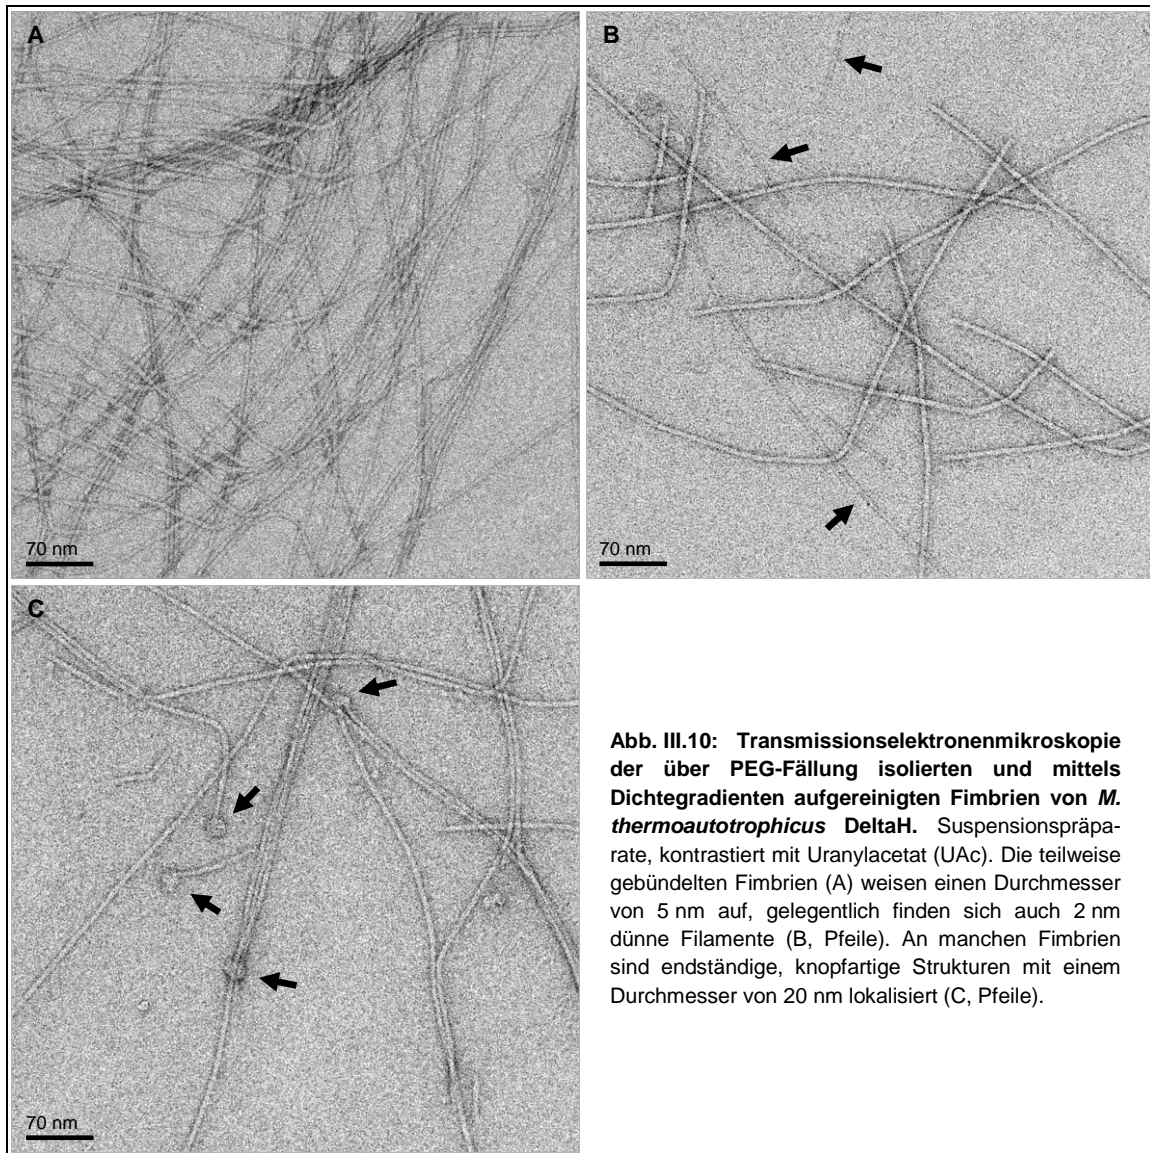 A
B
70 nm
70 nm
C
70 nm
Abb. III.10: Transmissionselektronenmikroskopie
der über PEG-Fällung isolierten und mittels
Dichtegradienten aufgereinigten Fimbrien von M.
thermoautotrophicus DeltaH. Suspensionspräpa-
rate, kontrastiert mit Uranylacetat (UAc). Die teilweise
gebündelten Fimbrien (A) weisen einen Durchmesser
von 5 nm auf, gelegentlich finden sich auch 2 nm
dünne Filamente (B, Pfeile). An manchen Fimbrien
sind endständige, knopfartige Strukturen mit einem
Durchmesser von 20 nm lokalisiert (C, Pfeile).